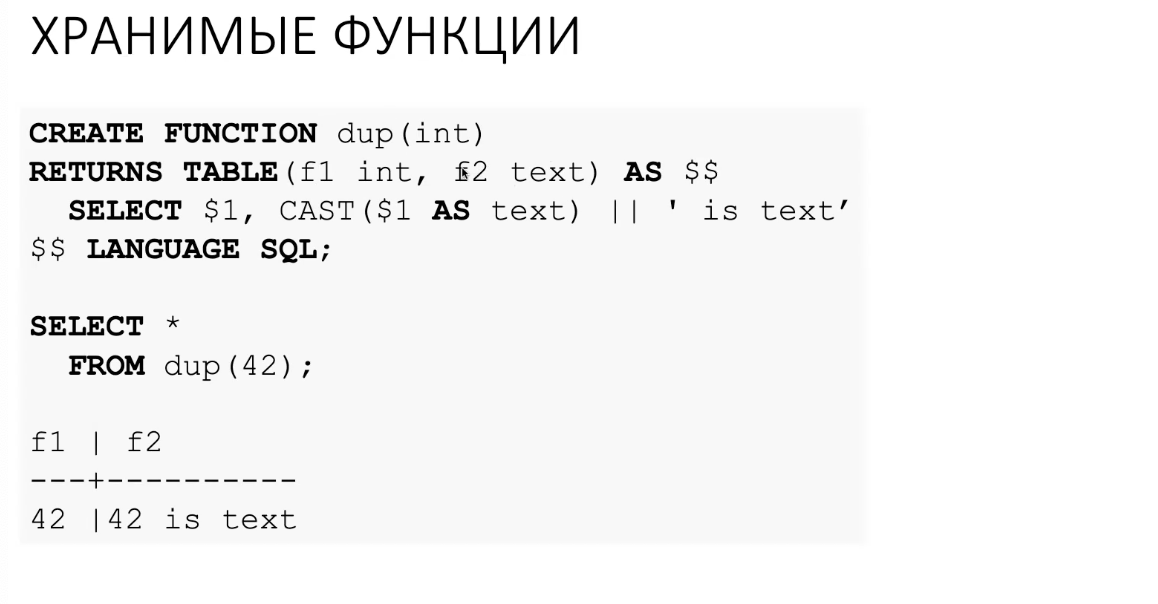 ХРАНИМЫЕ ФУНКЦИИ
CREATE FUNCTION dup(int)
RETURNS TABLE(f1 int, f2 text) AS $$
  SELECT $1, CAST($1 AS text) || ' is text’
$$ LANGUAGE SQL;
SELECT *
  FROM dup(42);
f1 | f2
---+----------
42 |42 is text